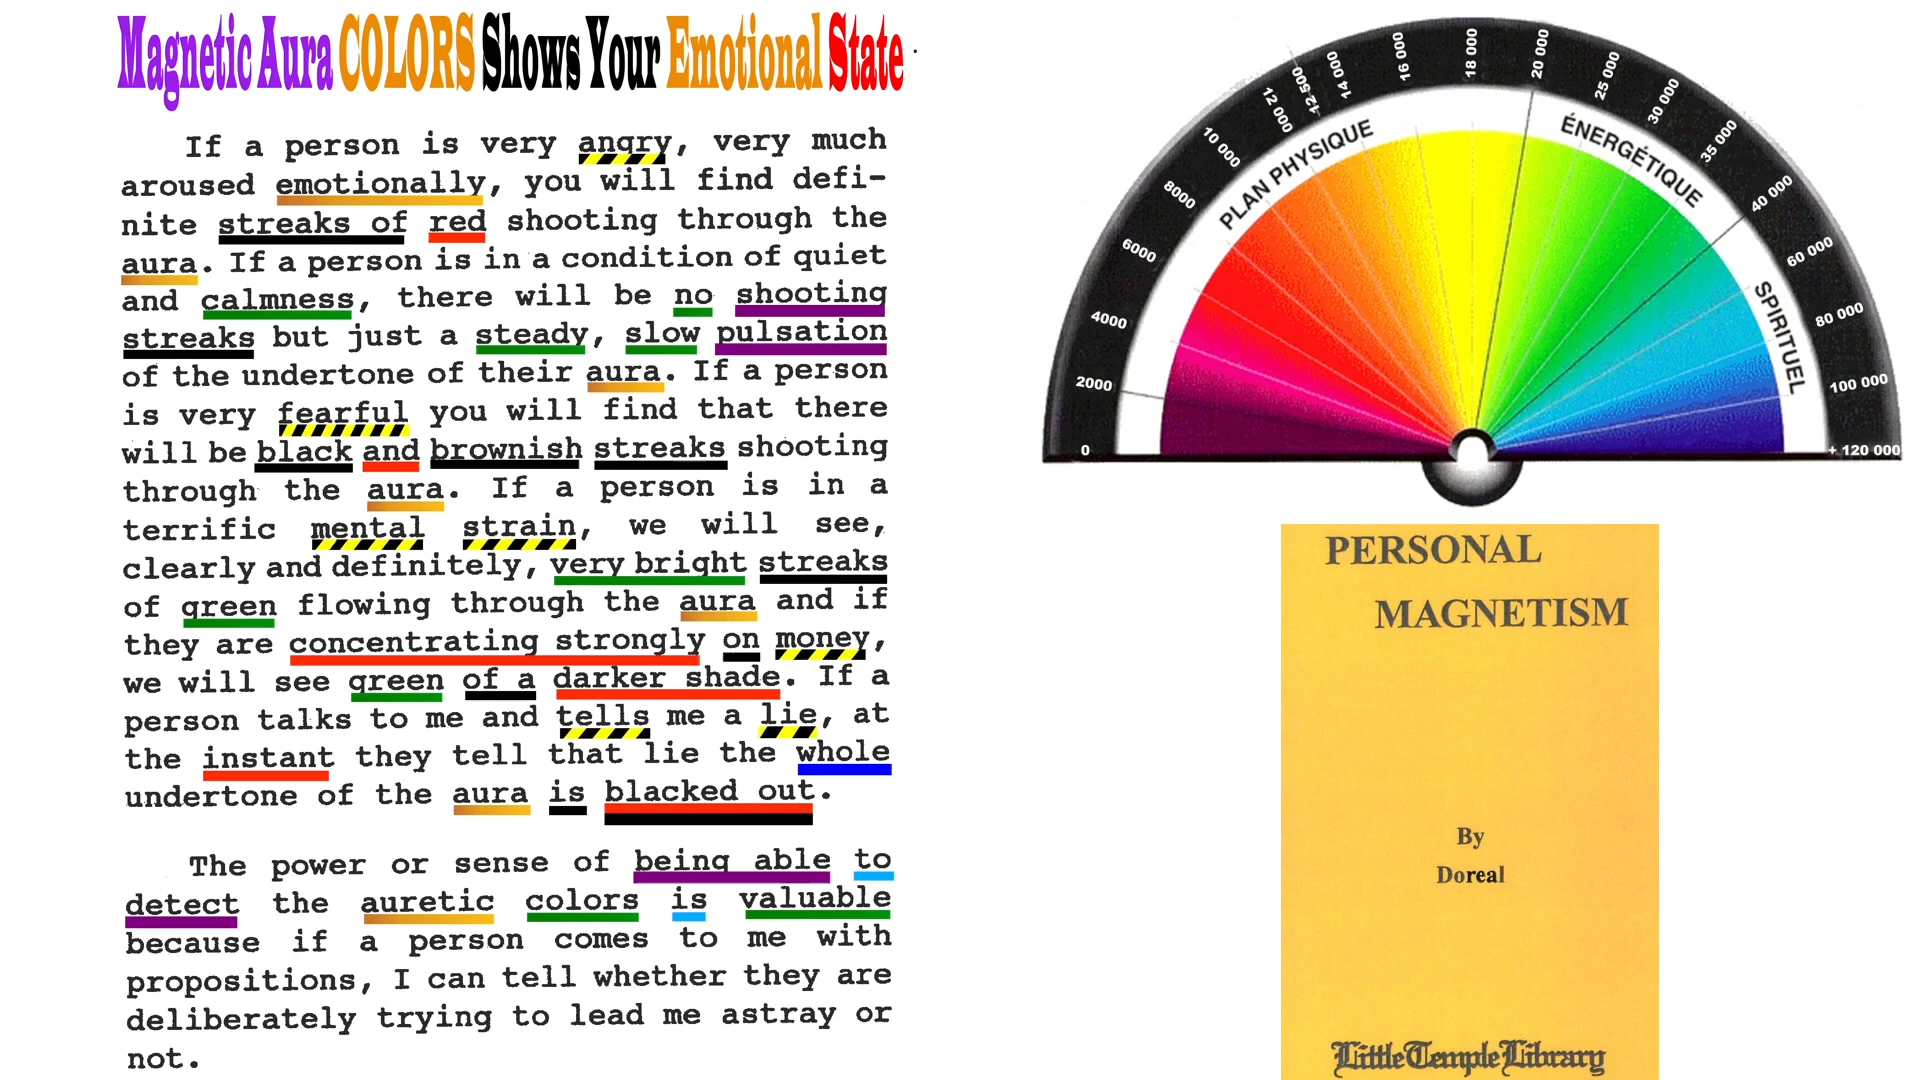 Magnetic Aura COLORS Shows Your Emotional State
If a person is very angry, very much
aroused emotionally, you will find defi-
nite streaks of red shooting through the
aura. If a person is in a condition of quiet
and calmness, there will be no shooting
streaks but just a steady, slow pulsation
of the undertone of their aura. If a person
is very fearful you will find that there
will be black and brownish streaks shooting
through the aura. If a person is in a
terrific mental strain, we will see,
clearly and definitely, very bright streaks
of green flowing through the aura and if
they are concentrating strongly on money,
we will see green of a darker shade. If a
person talks to me and tells me a lie, at
the instant they tell that lie the whole
undertone of the aura is blacked out.
The power or sense of being able to
detect the auretic colors is valuable
because if a person comes to me with
propositions, I can tell whether they are
deliberately trying to lead me astray or
not.
0
2000
4000
6000
8000
10 000
12 000
12 500
14 000
16 000
18 000
20 000
25 000
30 000
35 000
40 000
60 000
80 000
100 000
+ 120 000
PLAN PHYSIQUE
ÉNERGÉTIQUE
SPIRITUEL
PERSONAL
MAGNETISM
By
Doreal
Little Temple Library